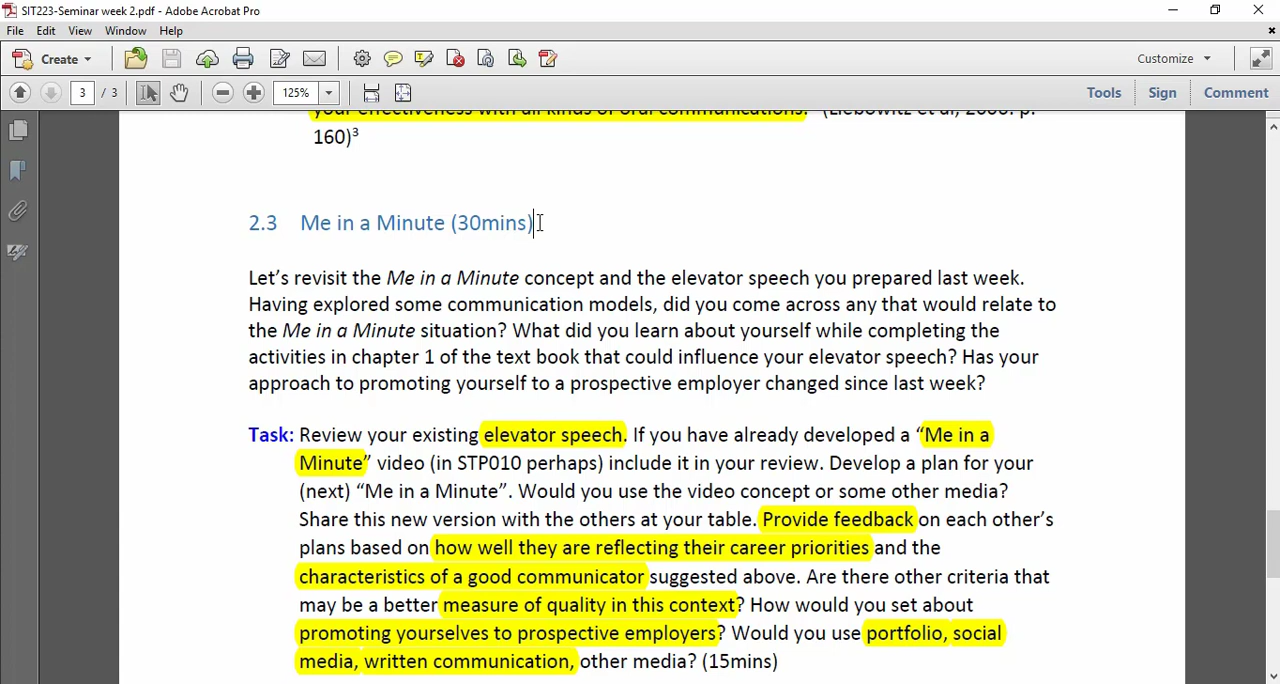 SIT223-Seminar week 2.pdf - Adobe Acrobat Pro
File Edit View Window Help
Create
Customize
3 / 3
125%
Tools Sign Comment
your effectiveness with all kinds of oral communications.
160)3
2.3 Me in a Minute (30mins)
Let’s revisit the Me in a Minute concept and the elevator speech you prepared last week.
Having explored some communication models, did you come across any that would relate to
the Me in a Minute situation? What did you learn about yourself while completing the
activities in chapter 1 of the text book that could influence your elevator speech? Has your
approach to promoting yourself to a prospective employer changed since last week?
Task: Review your existing elevator speech. If you have already developed a “Me in a
Minute” video (in STP010 perhaps) include it in your review. Develop a plan for your
(next) “Me in a Minute”. Would you use the video concept or some other media?
Share this new version with the others at your table. Provide feedback on each other’s
plans based on how well they are reflecting their career priorities and the
characteristics of a good communicator suggested above. Are there other criteria that
may be a better measure of quality in this context? How would you set about
promoting yourselves to prospective employers? Would you use portfolio, social
media, written communication, other media? (15mins)